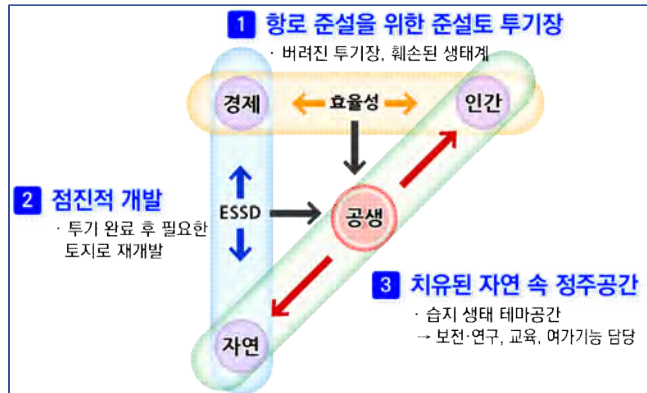 1 항로 준설을 위한 준설토 투기장
· 버려진 투기장, 훼손된 생태계
경제
효율성
인간
2 점진적 개발
· 투기 완료 후 필요한
토지로 재개발
ESSD
공생
3 치유된 자연 속 정주공간
· 습지 생태 테마공간
→ 보전·연구, 교육, 여가기능 담당
자연